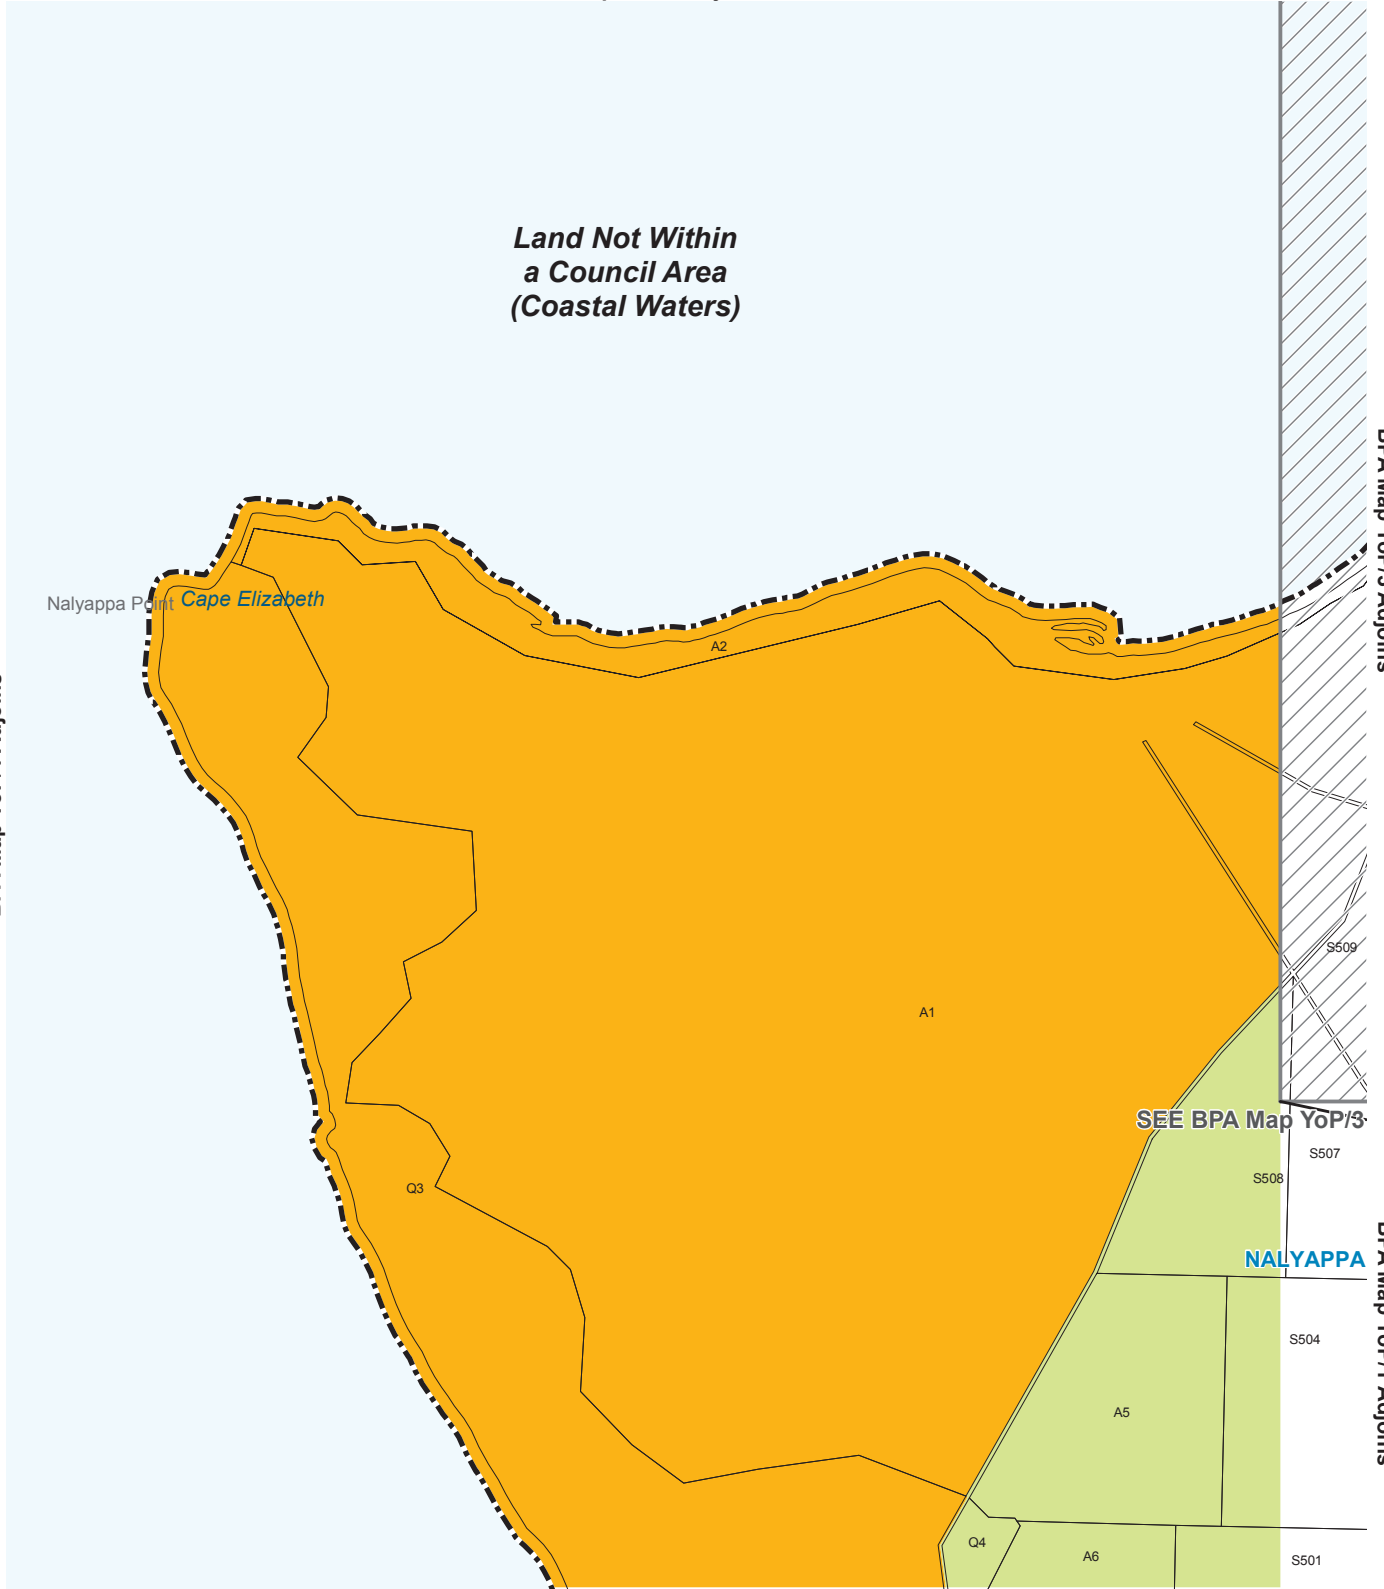 Land Not Within
a Council Area
(Coastal Waters)
Nalyappa Point
Cape Elizabeth
A2
S509
A1
SEE BPA Map YoP/3
S507
S508
Q3
NALYAPPA
S504
A5
Q4
A6
S501